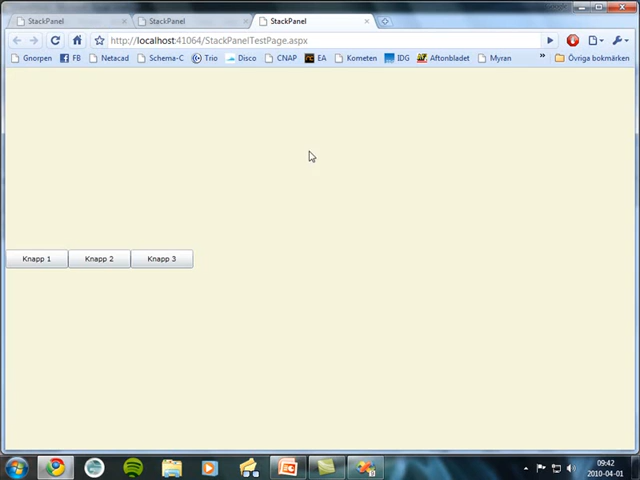 StackPanel StackPanel StackPanel
http://localhost:41064/StackPanelTestPage.aspx
Gnorpen FB Netacad Schema-C Trio Disco CNAP EA Kometen IDG Aftonbladet Myran » Övriga bokmärken
Knapp 1 Knapp 2 Knapp 3
09:42
2010-04-01